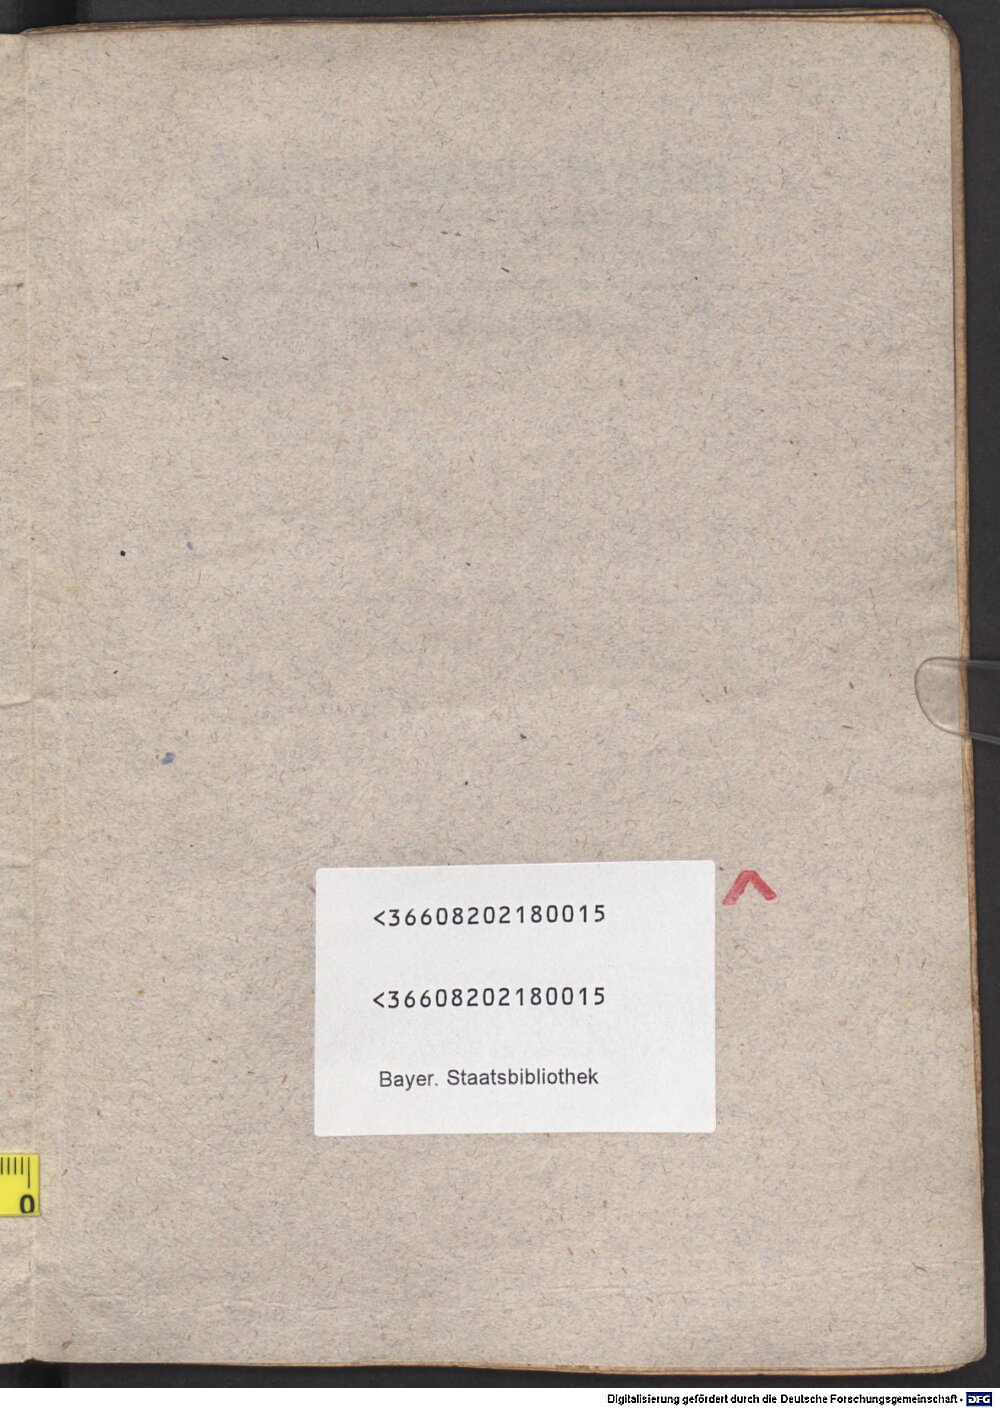 <36608202180015
<36608202180015
Bayer. Staatsbibliothek
0
Digitalisierung gefördert durch die Deutsche Forschungsgemeinschaft - DFG